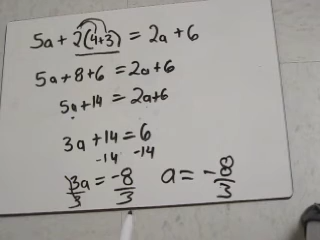 5a + 2(4+3) = 2a + 6
5a + 8 + 6 = 2a + 6
5a + 14 = 2a + 6
3a + 14 = 6
-14 -14
3a/3 = -8/3 a = -8/3